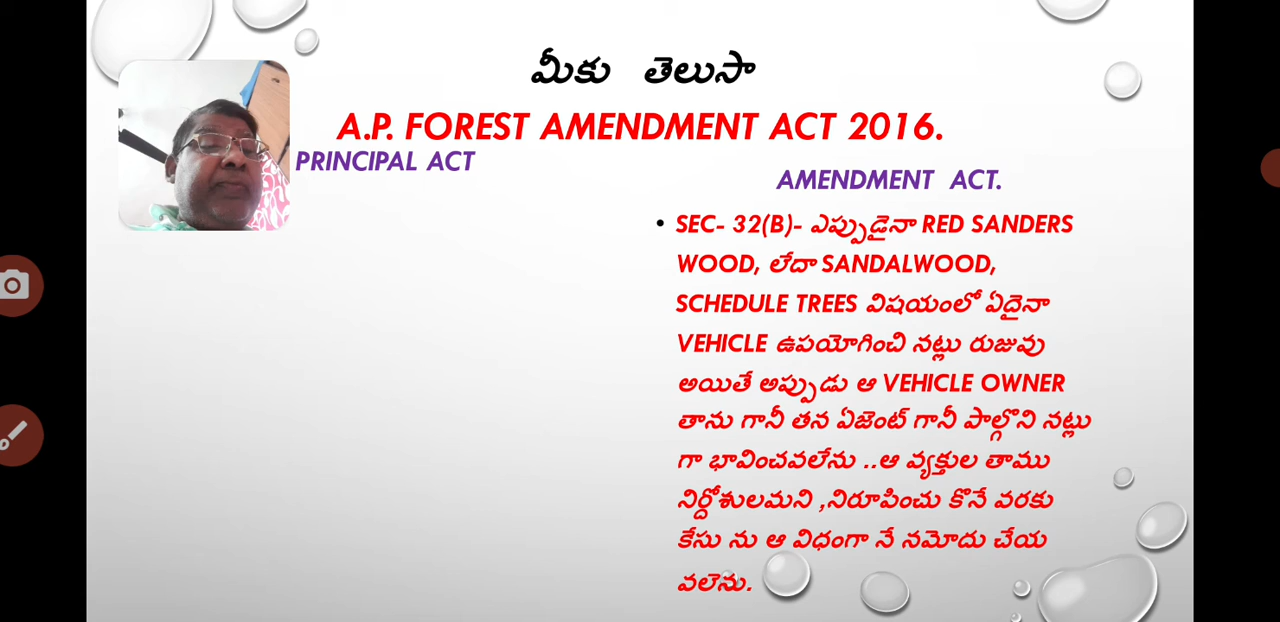 మీకు తెలుసా
A.P. FOREST AMENDMENT ACT 2016.
PRINCIPAL ACT
AMENDMENT ACT.
• SEC- 32(B)- ఎప్పుడైనా RED SANDERS
WOOD, లేదా SANDALWOOD,
SCHEDULE TREES విషయంలో ఏదైనా
VEHICLE ఉపయోగించి నట్లు రుజువు
అయితే అప్పుడు ఆ VEHICLE OWNER
తాను గానీ తన ఏజెంట్ గానీ పాల్గొని నట్లు
గా భావించవలేను ..ఆ వ్యక్తుల తాము
నిర్దోశులమని ,నిరూపించు కొనే వరకు
కేసు ను ఆ విధంగా నే నమోదు చేయ
వలెను.